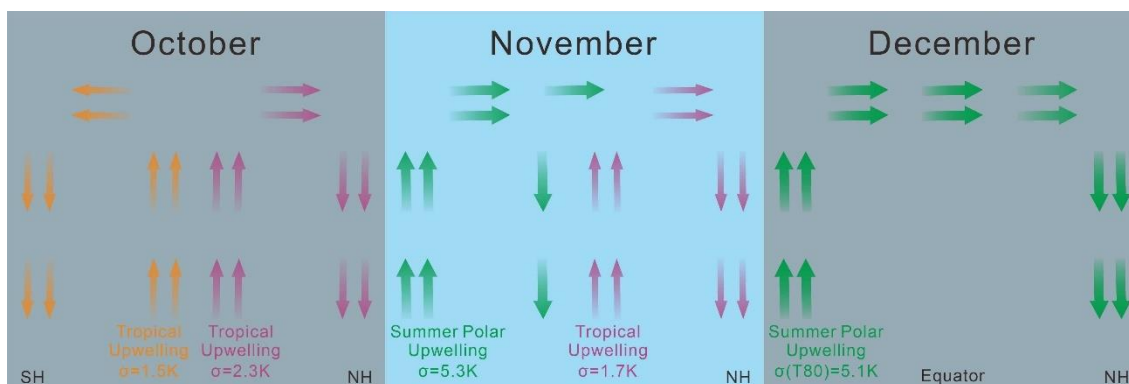 October
November
December
Tropical
Upwelling
σ=1.5K
Tropical
Upwelling
σ=2.3K
SH
NH
Summer Polar
Upwelling
σ=5.3K
Tropical
Upwelling
σ=1.7K
NH
Summer Polar
Upwelling
σ(T80)=5.1K
Equator
NH